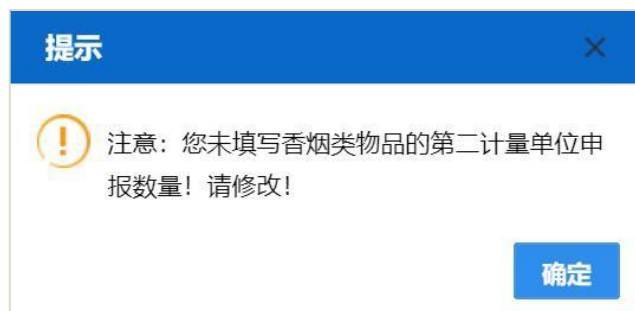 提示
注意：您未填写香烟类物品的第二计量单位申
报数量！请修改！
确定